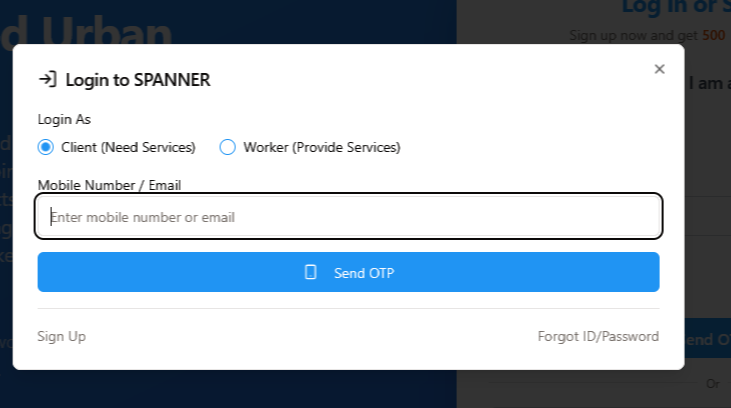 d Urban
Log In or S
Sign up now and get 500
I am a
Login to SPANNER
Login As
Client (Need Services)
Worker (Provide Services)
Mobile Number / Email
Enter mobile number or email
Send OTP
Sign Up
Forgot ID/Password
end O
Or